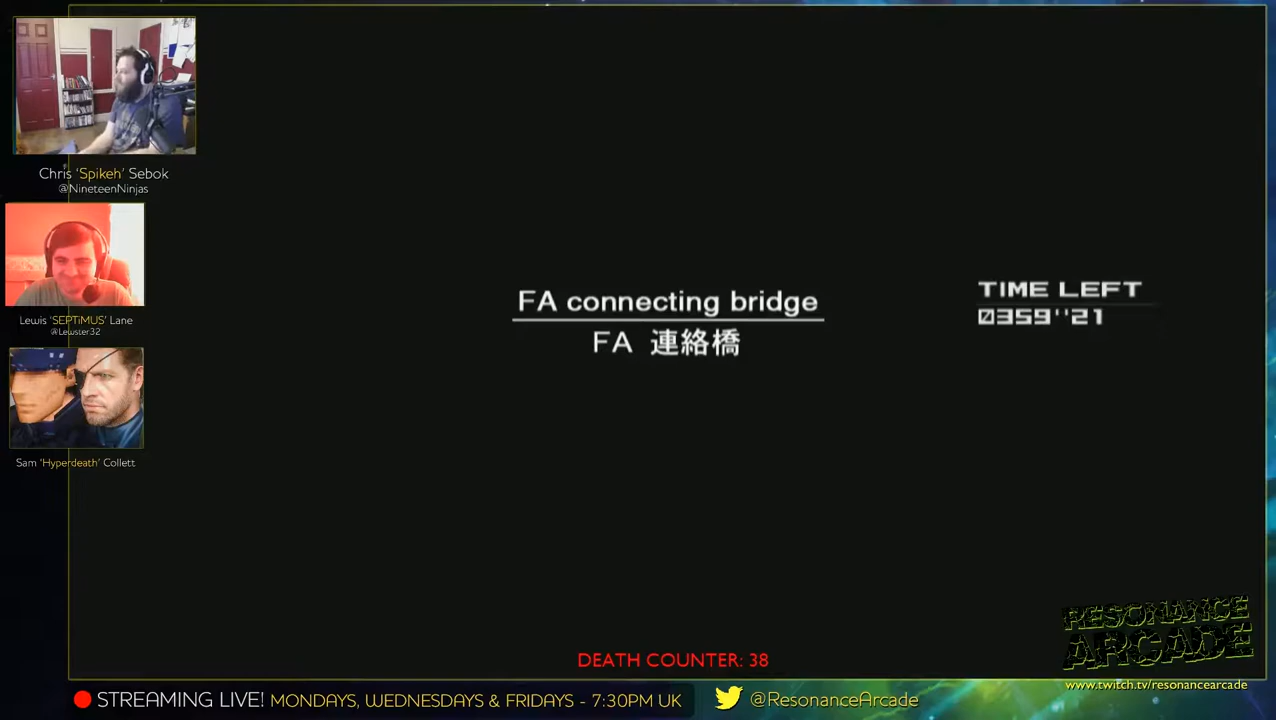 Chris 'Spikeh' Sebok
@NineteenNinjas
Lewis 'SEPTiMUS' Lane
@Lewster32
Sam 'Hyperdeath' Collett
FA connecting bridge
FA 連絡橋
TIME LEFT
0359"21
DEATH COUNTER: 38
RESONANCE
ARCADE
www.twitch.tv/resonancearcade
STREAMING LIVE! MONDAYS, WEDNESDAYS & FRIDAYS - 7:30PM UK
@ResonanceArcade